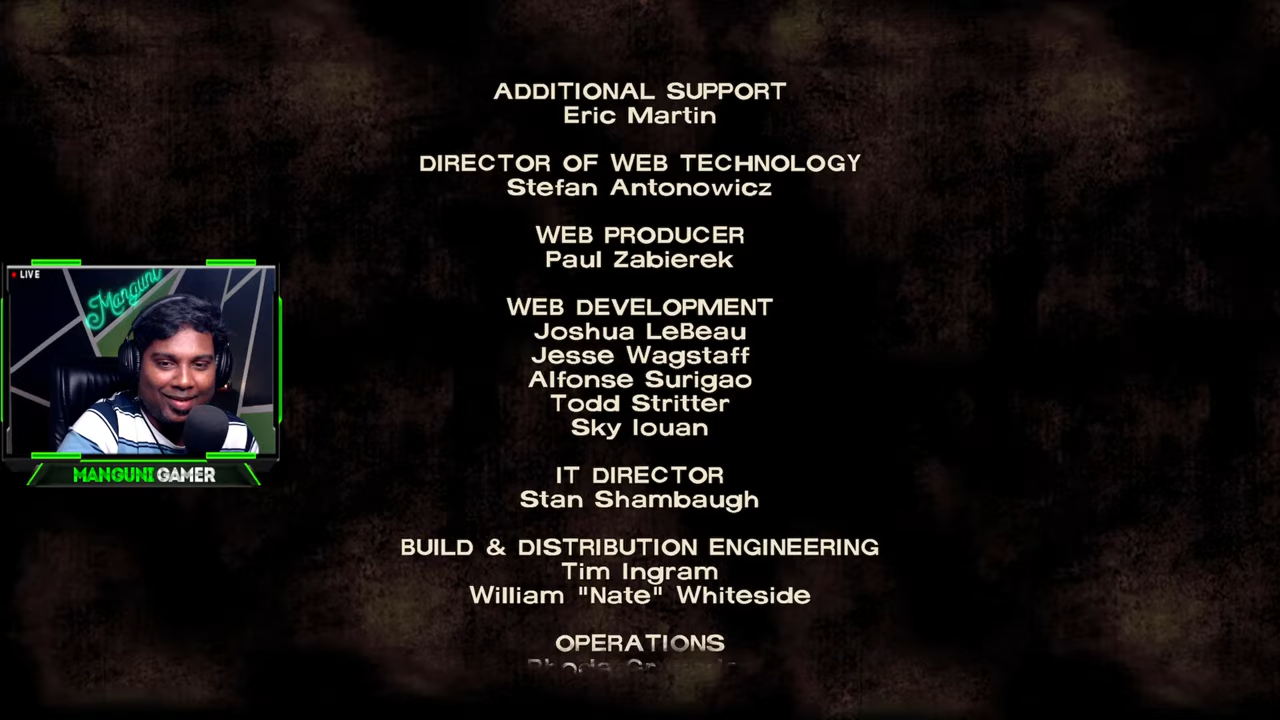 ADDITIONAL SUPPORT
Eric Martin
DIRECTOR OF WEB TECHNOLOGY
Stefan Antonowicz
WEB PRODUCER
Paul Zabierek
WEB DEVELOPMENT
Joshua LeBeau
Jesse Wagstaff
Alfonse Surigao
Todd Stritter
Sky Iouan
IT DIRECTOR
Stan Shambaugh
BUILD & DISTRIBUTION ENGINEERING
Tim Ingram
William "Nate" Whiteside
OPERATIONS
LIVE
Manguni
MANGUNI GAMER